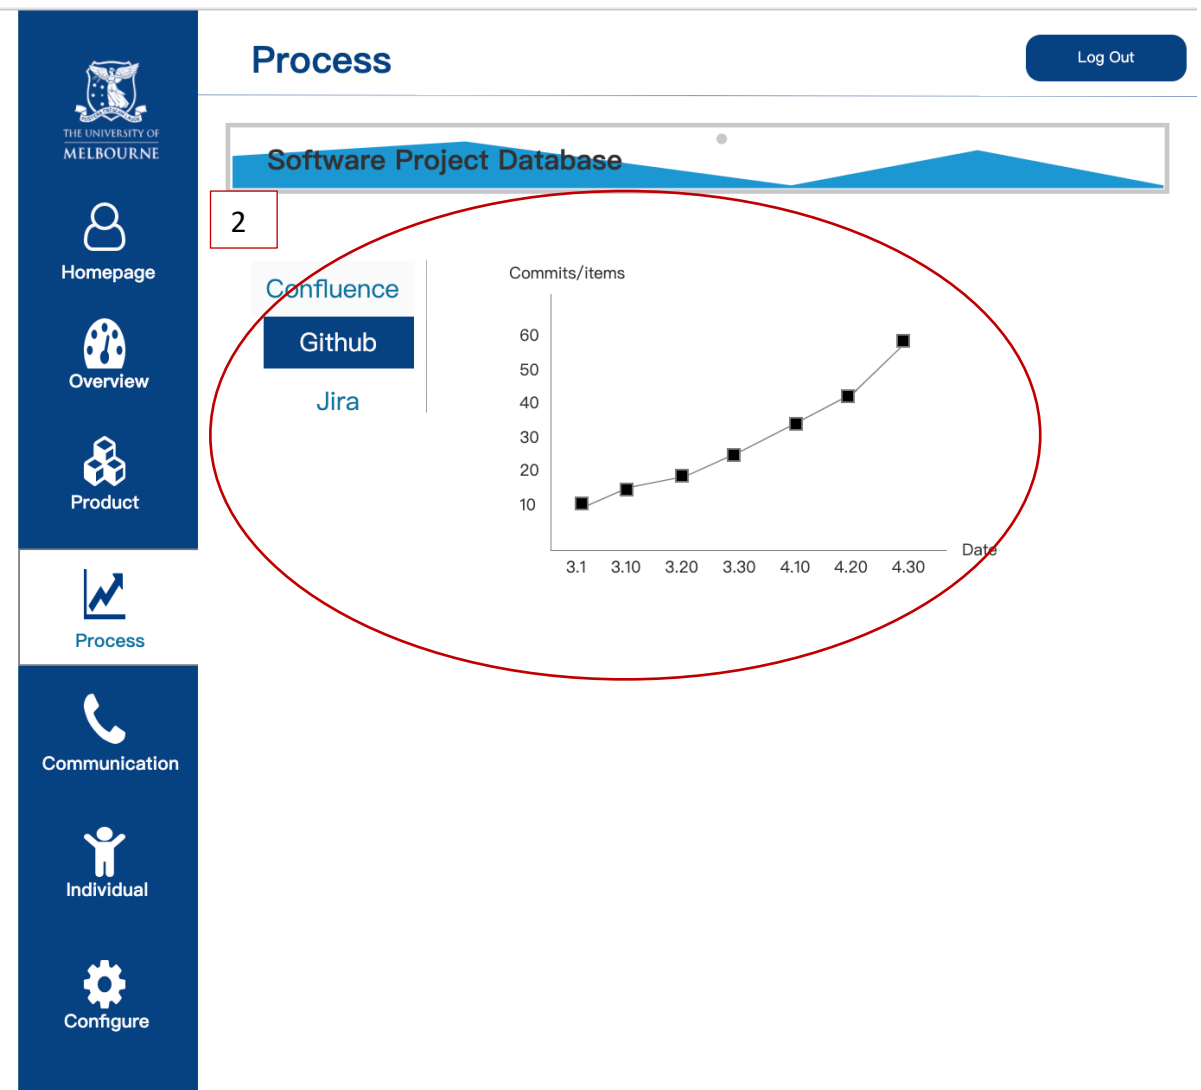 Process
Log Out
THE UNIVERSITY OF
MELBOURNE
Software Project Database
2
Homepage
Overview
Product
Process
Communication
Individual
Configure
Confluence
Github
Jira
Commits/items
60
50
40
30
20
10
3.1 3.10 3.20 3.30 4.10 4.20 4.30
Date